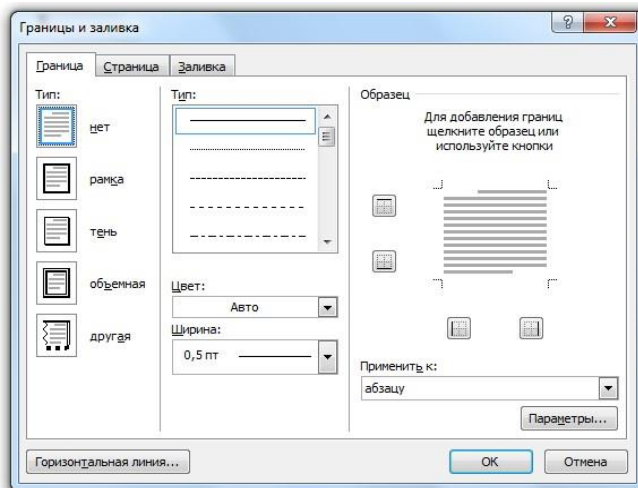 Границы и заливка
Граница
Страница
Заливка
Тип:
нет
рамка
тень
объемная
другая
Тип:
Цвет:
Авто
Ширина:
0,5 пт
Образец
Для добавления границ
щелкните образец или
используйте кнопки
Применить к:
абзацу
Параметры...
Горизонтальная линия...
ОК
Отмена